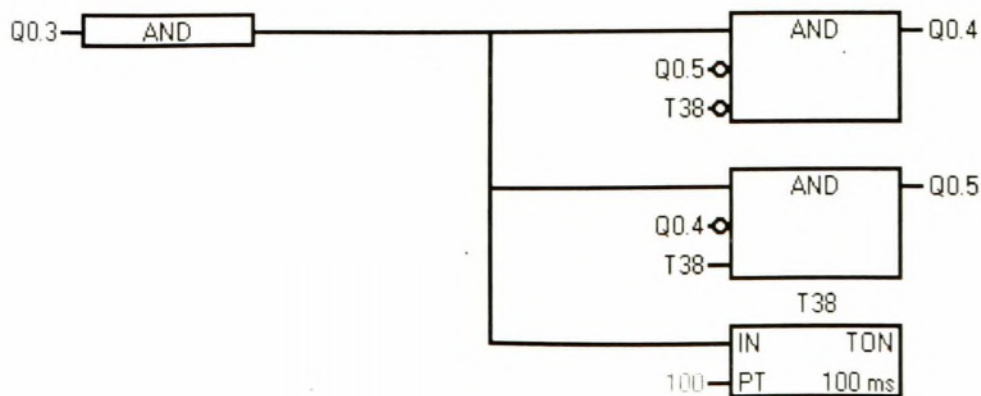 Q0.3 AND AND Q0.4
Q0.5
T38
AND Q0.5
Q0.4
T38
T38
IN TON
100 PT 100 ms